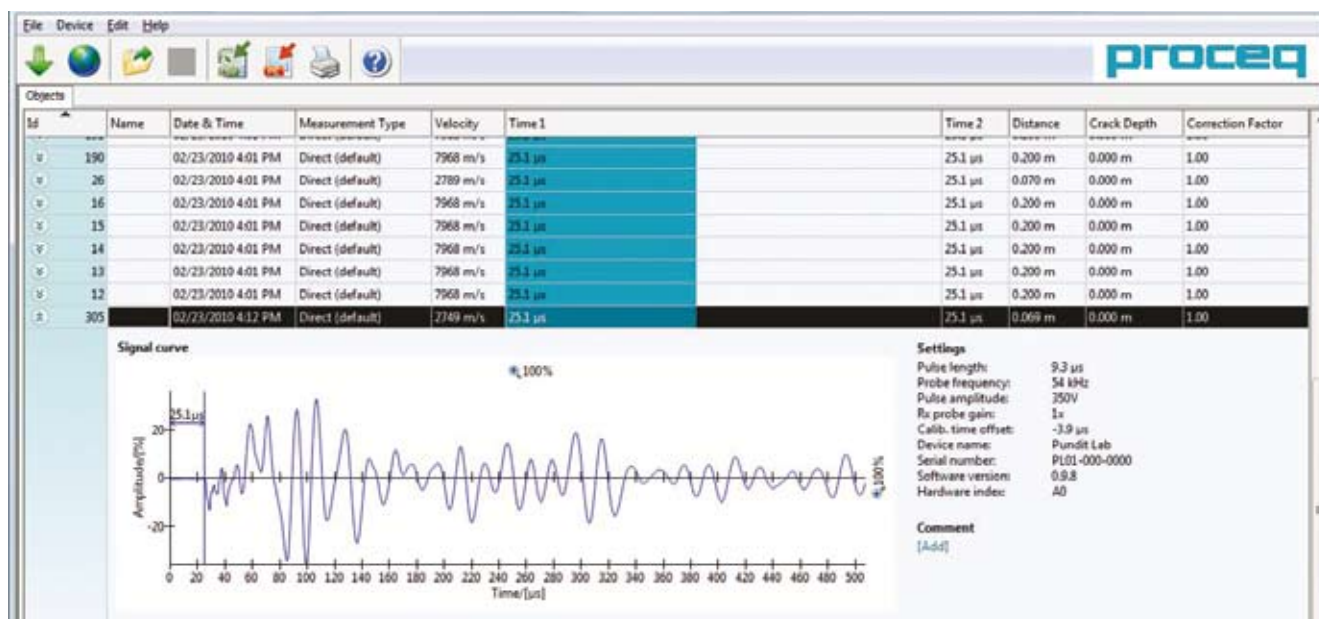 File Device Edit Help
proceq
Objects
Id Name Date & Time Measurement Type Velocity Time 1 Time 2 Distance Crack Depth Correction Factor
190 02/23/2010 4:01 PM Direct (default) 7968 m/s 25.1 µs 25.1 µs 0.200 m 0.000 m 1.00
26 02/23/2010 4:01 PM Direct (default) 2789 m/s 25.1 µs 25.1 µs 0.070 m 0.000 m 1.00
16 02/23/2010 4:01 PM Direct (default) 7968 m/s 25.1 µs 25.1 µs 0.200 m 0.000 m 1.00
15 02/23/2010 4:01 PM Direct (default) 7968 m/s 25.1 µs 25.1 µs 0.200 m 0.000 m 1.00
14 02/23/2010 4:01 PM Direct (default) 7968 m/s 25.1 µs 25.1 µs 0.200 m 0.000 m 1.00
13 02/23/2010 4:01 PM Direct (default) 7968 m/s 25.1 µs 25.1 µs 0.200 m 0.000 m 1.00
12 02/23/2010 4:01 PM Direct (default) 7968 m/s 25.1 µs 25.1 µs 0.200 m 0.000 m 1.00
305 02/23/2010 4:12 PM Direct (default) 2749 m/s 25.1 µs 25.1 µs 0.069 m 0.000 m 1.00
Signal curve
100%
25.1µs
20
0
-20
Amplitude/[%]
100%
0 20 40 60 80 100 120 140 160 180 200 220 240 260 280 300 320 340 360 380 400 420 440 460 480 500
Time/[µs]
Settings
Pulse length: 9.3 µs
Probe frequency: 54 kHz
Pulse amplitude: 350V
Rx probe gain: 1x
Calib. time offset: -3.9 µs
Device name: Pundit Lab
Serial number: PL01-000-0000
Software version: 0.9.8
Hardware index: A0
Comment
[Add]